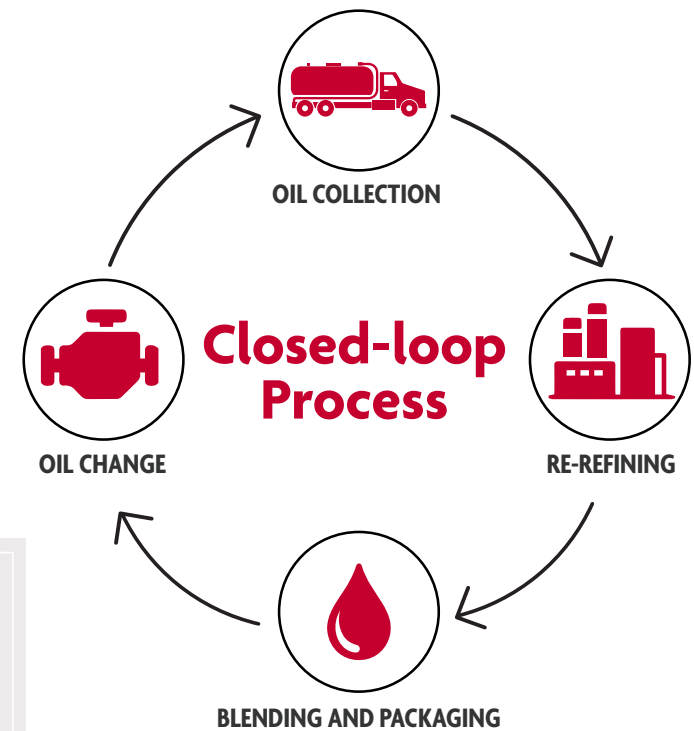 OIL COLLECTION
Closed-loop
Process
OIL CHANGE
RE-REFINING
BLENDING AND PACKAGING